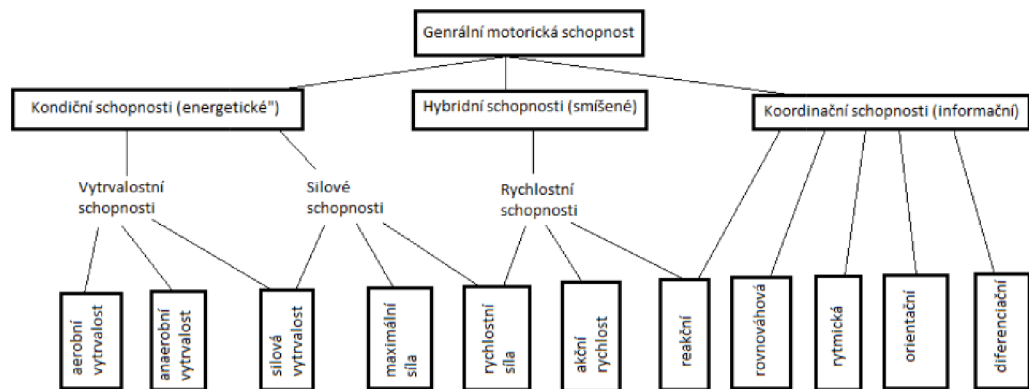 Genrální motorická schopnost
Kondiční schopnosti (energetické")
Hybridní schopnosti (smíšené)
Koordinační schopnosti (informační)
Vytrvalostní
schopnosti
Silové
schopnosti
Rychlostní
schopnosti
aerobní
vytrvalost
anaerobní
vytrvalost
silová
vytrvalost
maximální
síla
rychlostní
síla
akční
rychlost
reakční
rovnováhová
rytmická
orientační
diferenciační